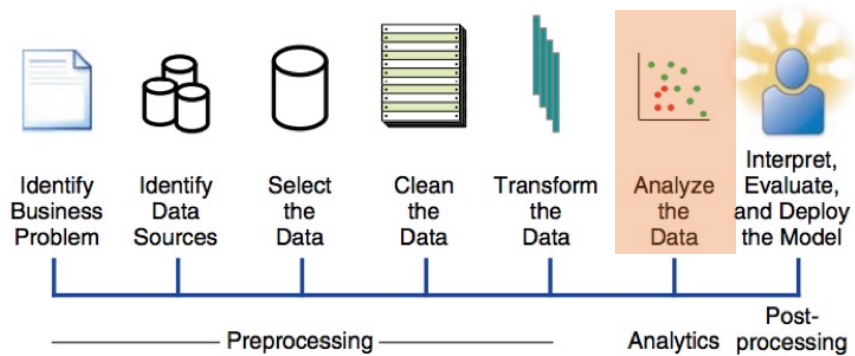 Identify
Business
Problem
Identify
Data
Sources
Select
the
Data
Clean
the
Data
Transform
the
Data
Analyze
the
Data
Interpret,
Evaluate,
and Deploy
the Model
Preprocessing
Analytics
Post-
processing